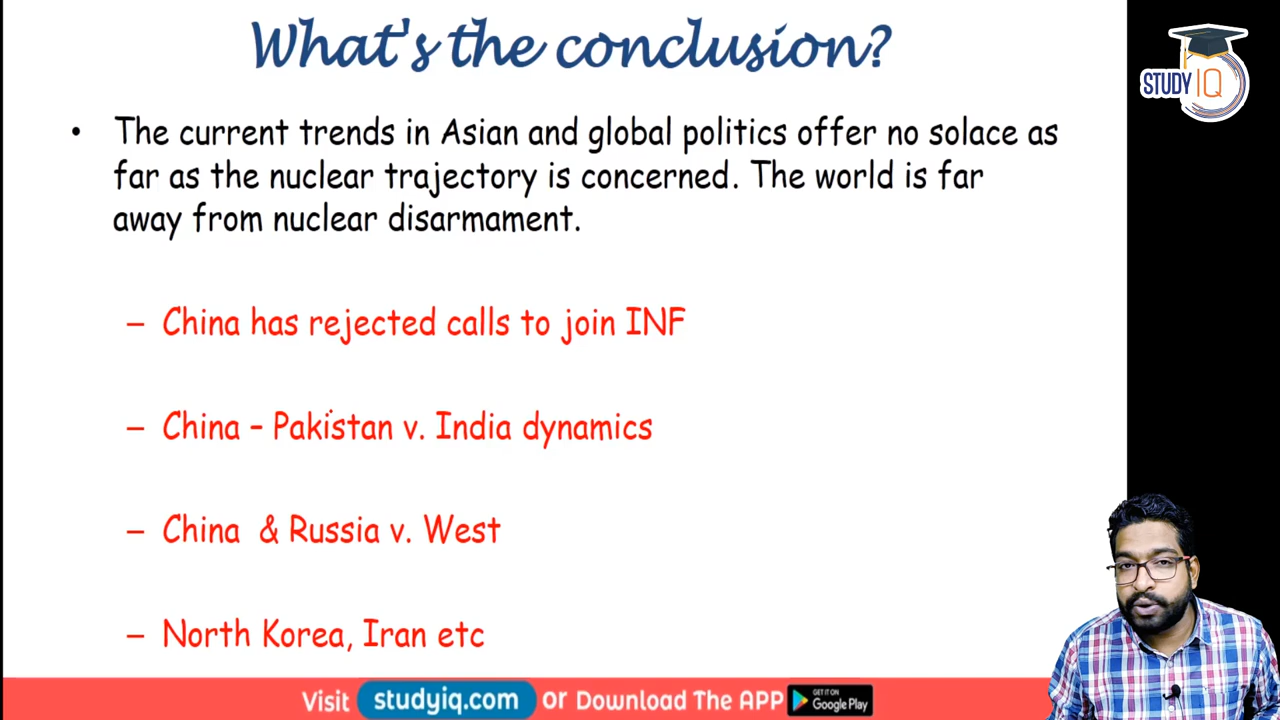 What's the conclusion?
STUDY IQ
• The current trends in Asian and global politics offer no solace as
far as the nuclear trajectory is concerned. The world is far
away from nuclear disarmament.
– China has rejected calls to join INF
– China – Pakistan v. India dynamics
– China & Russia v. West
– North Korea, Iran etc
Visit studyiq.com or Download The APP GET IT ON Google Play